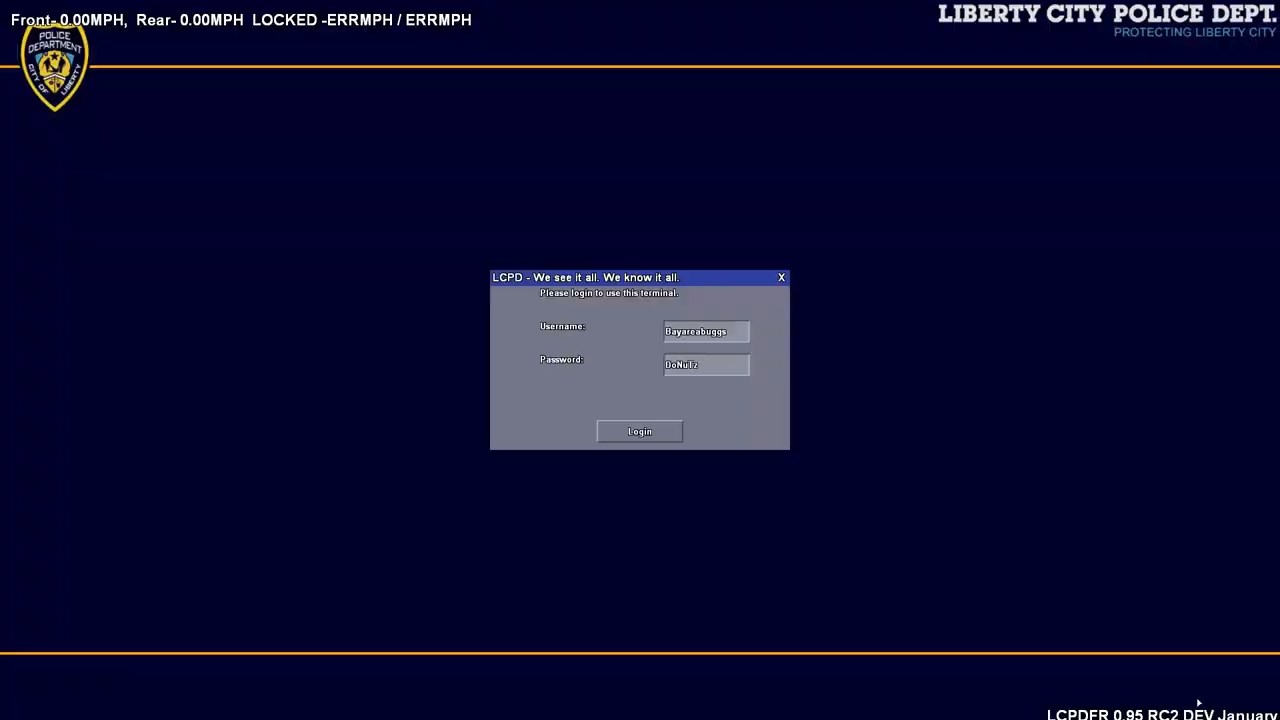 Front- 0.00MPH,  Rear- 0.00MPH  LOCKED -ERRMPH / ERRMPH
LIBERTY CITY POLICE DEPT.
PROTECTING LIBERTY CITY
POLICE
DEPARTMENT
CITY OF LIBERTY
LCPD - We see it all. We know it all.
X
Please login to use this terminal.
Username:
Bayareabuggs
Password:
DoNuTz
Login
LCPDFR 0.95 RC2 DEV January